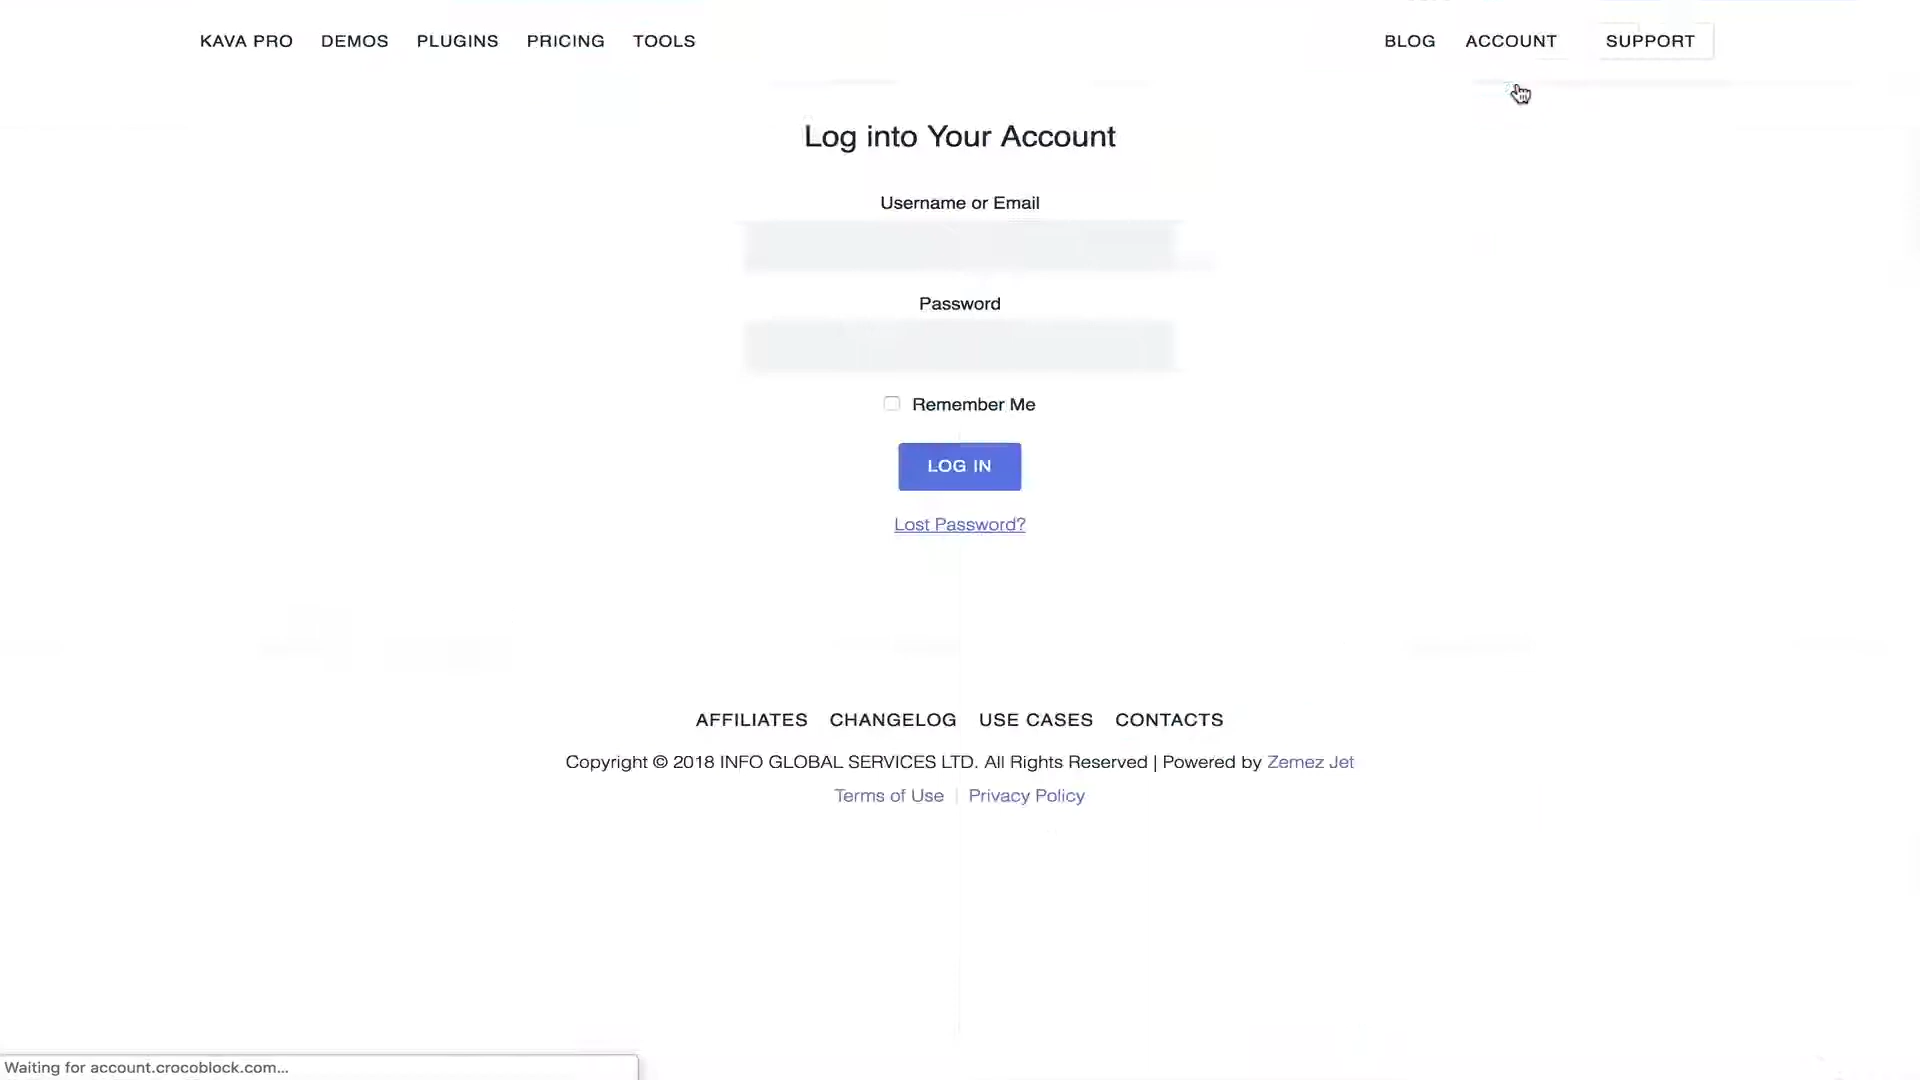 KAVA PRO DEMOS PLUGINS PRICING TOOLS BLOG ACCOUNT SUPPORT
Log into Your Account
Username or Email
Password
Remember Me
LOG IN
Lost Password?
AFFILIATES CHANGELOG USE CASES CONTACTS
Copyright © 2018 INFO GLOBAL SERVICES LTD. All Rights Reserved | Powered by Zemez Jet
Terms of Use | Privacy Policy
Waiting for account.crocoblock.com...